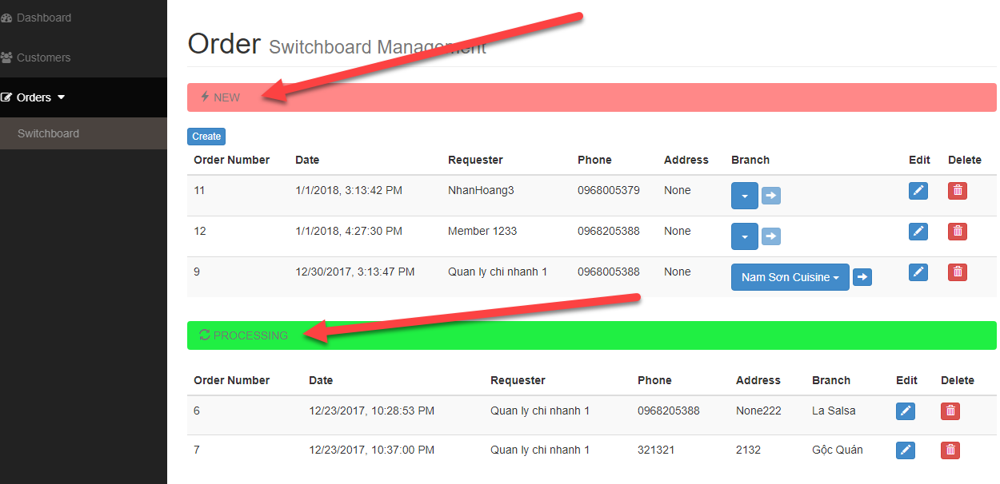 Dashboard
Customers
Orders
Switchboard
Order Switchboard Management
NEW
Create
Order Number Date Requester Phone Address Branch Edit Delete
11 1/1/2018, 3:13:42 PM NhanHoang3 0968005379 None
12 1/1/2018, 4:27:30 PM Member 1233 0968205388 None
9 12/30/2017, 3:13:47 PM Quan ly chi nhanh 1 0968005388 None Nam Sơn Cuisine
PROCESSING
Order Number Date Requester Phone Address Branch Edit Delete
6 12/23/2017, 10:28:53 PM Quan ly chi nhanh 1 0968205388 None222 La Salsa
7 12/23/2017, 10:37:00 PM Quan ly chi nhanh 1 321321 2132 Gộc Quán